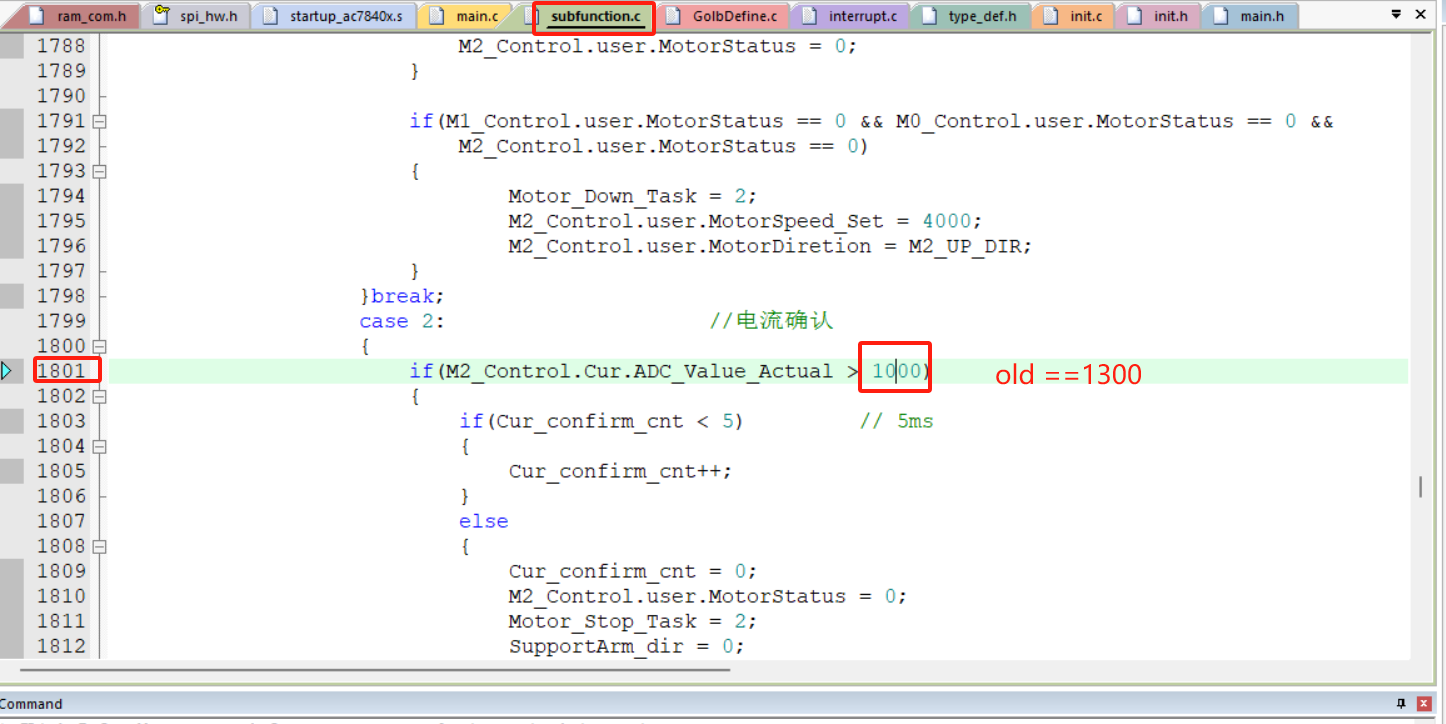 ram_com.h spi_hw.h startup_ac7840x.s main.c subfunction.c GolbDefine.c interrupt.c type_def.h init.c init.h main.h
1788 M2_Control.user.MotorStatus = 0;
1789 }
1790
1791 if(M1_Control.user.MotorStatus == 0 && M0_Control.user.MotorStatus == 0 &&
1792 M2_Control.user.MotorStatus == 0)
1793 {
1794 Motor_Down_Task = 2;
1795 M2_Control.user.MotorSpeed_Set = 4000;
1796 M2_Control.user.MotorDiretion = M2_UP_DIR;
1797 }
1798 }break;
1799 case 2: //电流确认
1800 {
1801 if(M2_Control.Cur.ADC_Value_Actual > 1000) old ==1300
1802 {
1803 if(Cur_confirm_cnt < 5) // 5ms
1804 {
1805 Cur_confirm_cnt++;
1806 }
1807 else
1808 {
1809 Cur_confirm_cnt = 0;
1810 M2_Control.user.MotorStatus = 0;
1811 Motor_Stop_Task = 2;
1812 SupportArm_dir = 0;
Command